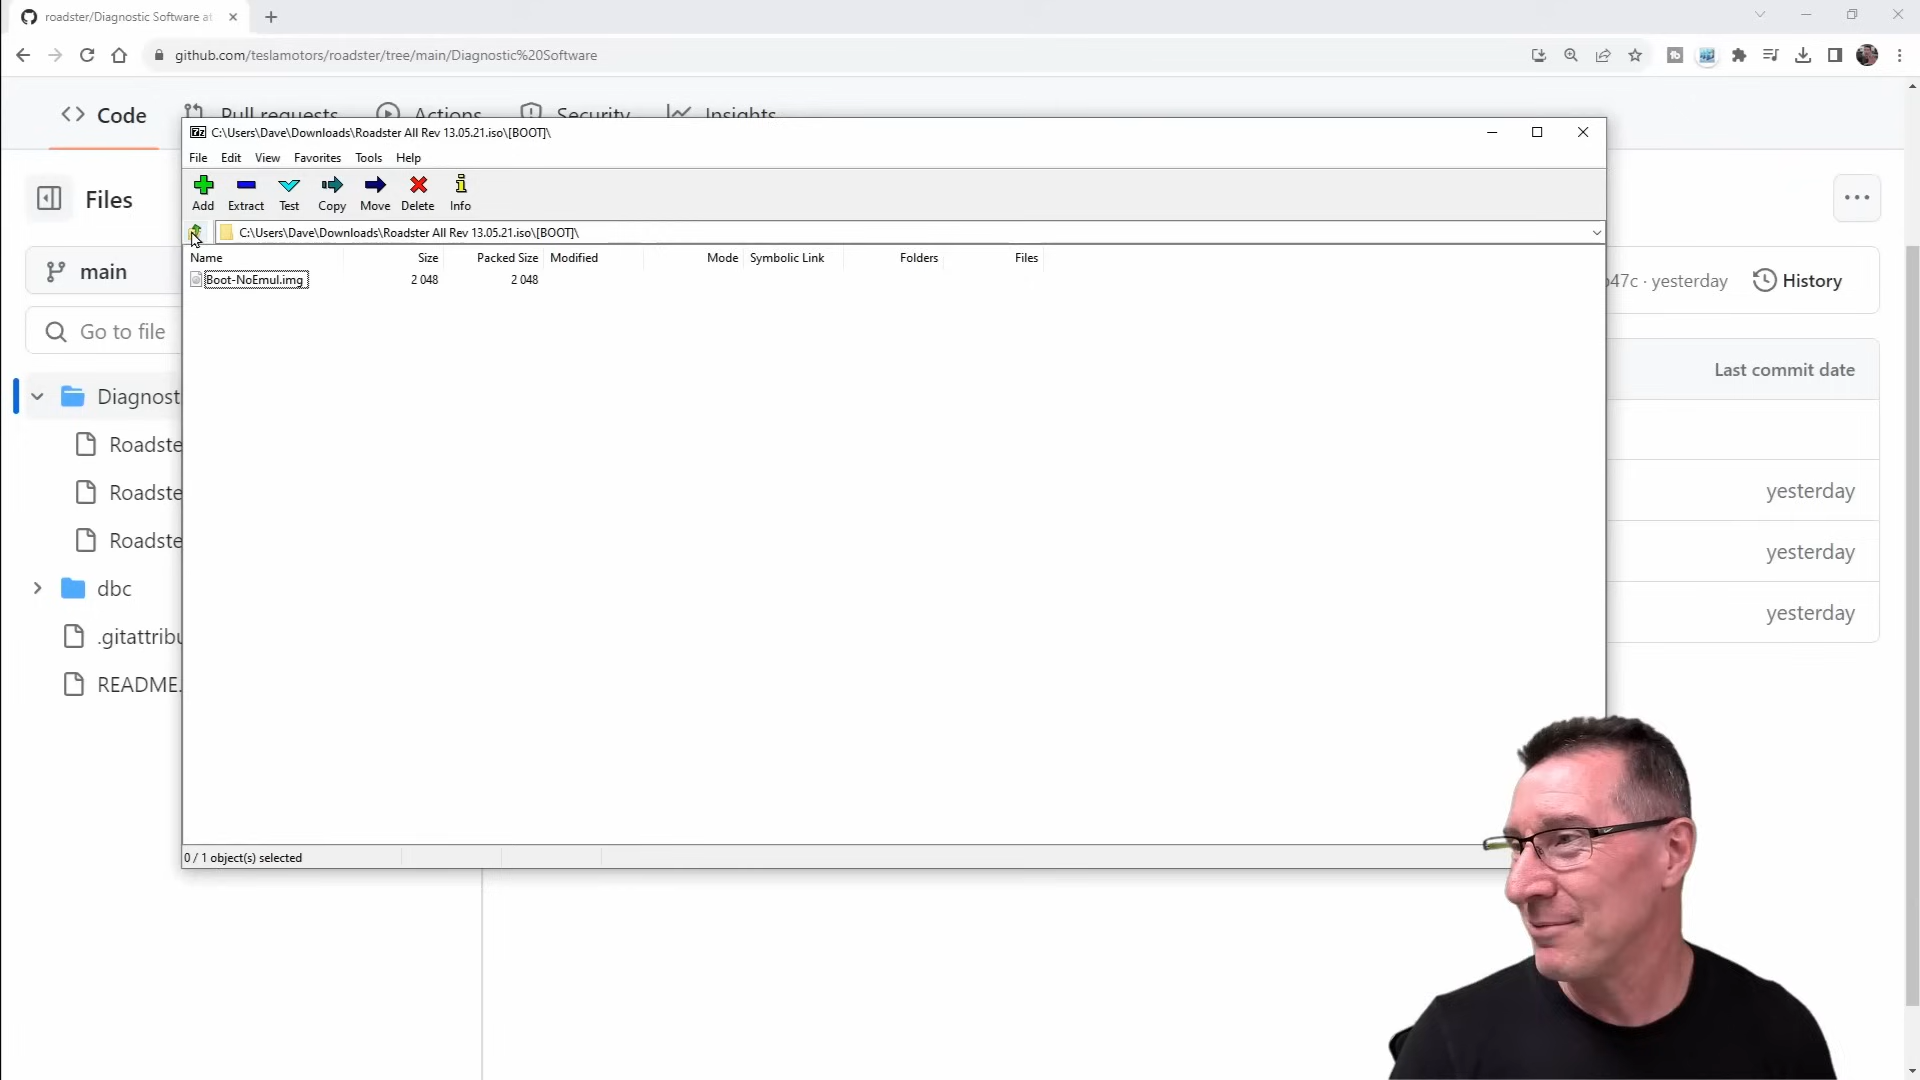 roadster/Diagnostic Software at
github.com/teslamotors/roadster/tree/main/Diagnostic%20Software
Code
Pull requests
Actions
Security
Insights
C:\Users\Dave\Downloads\Roadster All Rev 13.05.21.iso\[BOOT]\
File Edit View Favorites Tools Help
Add Extract Test Copy Move Delete Info
C:\Users\Dave\Downloads\Roadster All Rev 13.05.21.iso\[BOOT]\
Name Size Packed Size Modified Mode Symbolic Link Folders Files
Boot-NoEmul.img 2 048 2 048
0 / 1 object(s) selected
Files
main
Go to file
Diagnost
Roadste
Roadste
Roadste
dbc
.gitattribu
README.
b47c · yesterday
History
Last commit date
yesterday
yesterday
yesterday